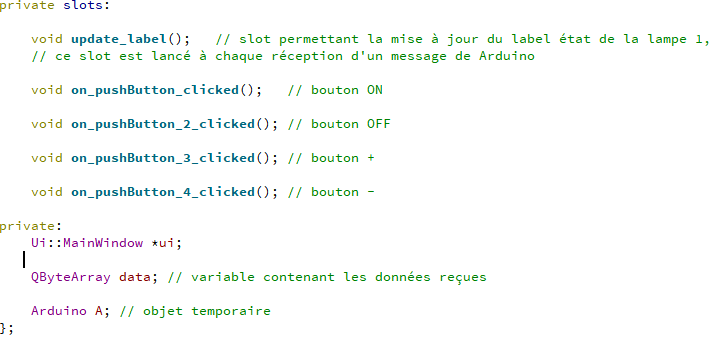 private slots:
void update_label();   // slot permettant la mise à jour du label état de la lampe 1,
// ce slot est lancé à chaque réception d'un message de Arduino
void on_pushButton_clicked();   // bouton ON
void on_pushButton_2_clicked(); // bouton OFF
void on_pushButton_3_clicked(); // bouton +
void on_pushButton_4_clicked(); // bouton -
private:
Ui::MainWindow *ui;
QByteArray data; // variable contenant les données reçues
Arduino A; // objet temporaire
};